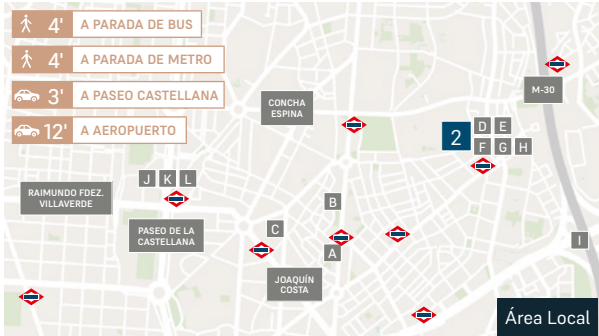 4' A PARADA DE BUS
4' A PARADA DE METRO
3' A PASEO CASTELLANA
12' A AEROPUERTO
CONCHA
ESPINA
M-30
2
D E
F G H
J K L
RAIMUNDO FDEZ.
VILLAVERDE
B
PASEO DE LA
CASTELLANA
C
I
A
JOAQUÍN
COSTA
Área Local